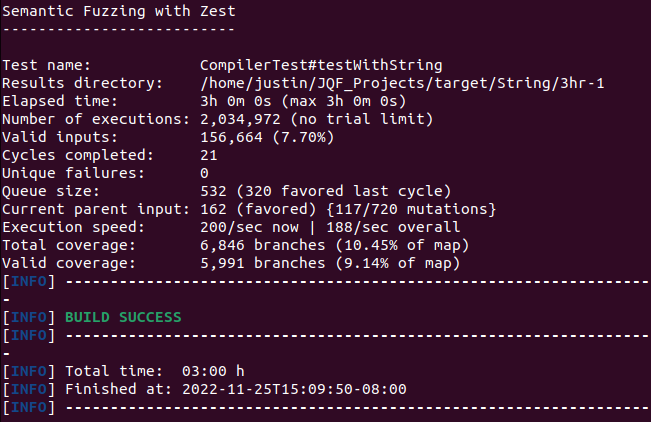 Semantic Fuzzing with Zest
--------------------------
Test name:            CompilerTest#testWithString
Results directory:    /home/justin/JQF_Projects/target/String/3hr-1
Elapsed time:         3h 0m 0s (max 3h 0m 0s)
Number of executions: 2,034,972 (no trial limit)
Valid inputs:         156,664 (7.70%)
Cycles completed:     21
Unique failures:      0
Queue size:           532 (320 favored last cycle)
Current parent input: 162 (favored) {117/720 mutations}
Execution speed:      200/sec now | 188/sec overall
Total coverage:       6,846 branches (10.45% of map)
Valid coverage:       5,991 branches (9.14% of map)
[INFO] -----------------------------------------------------------------
-
[INFO] BUILD SUCCESS
[INFO] -----------------------------------------------------------------
-
[INFO] Total time:  03:00 h
[INFO] Finished at: 2022-11-25T15:09:50-08:00
[INFO] -----------------------------------------------------------------